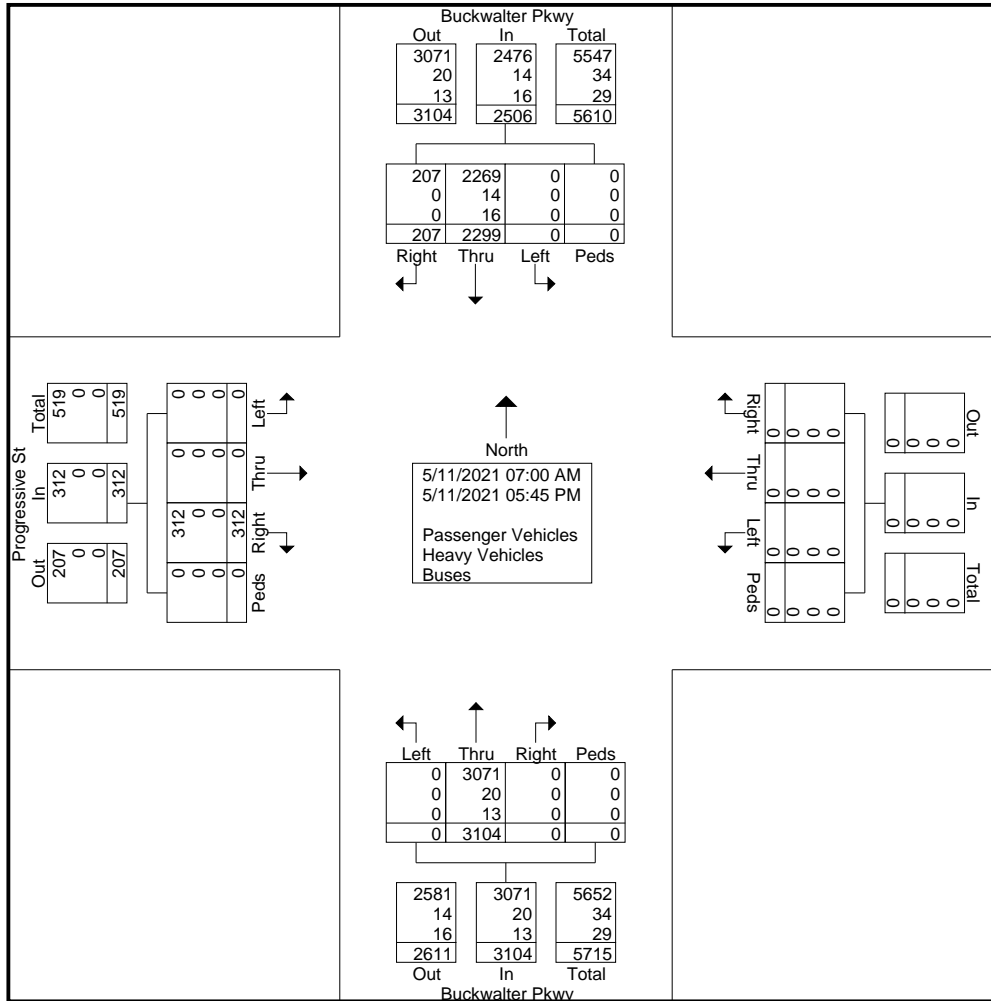 Buckwalter Pkwy
Out In Total
3071 2476 5547
20 14 34
13 16 29
3104 2506 5610
207 2269 0 0
0 14 0 0
0 16 0 0
207 2299 0 0
Right Thru Left Peds
Progressive St
Total
519 0 0 519
In
312 0 0 312
Out
207 0 0 207
0 0 0 0
Left
0 0 0 0
Thru
312 0 0 312
Right
0 0 0 0
Peds
North
5/11/2021 07:00 AM
5/11/2021 05:45 PM
Passenger Vehicles
Heavy Vehicles
Buses
Right
0 0 0 0
Thru
0 0 0 0
Left
0 0 0 0
Peds
0 0 0 0
Out
0 0 0 0
In
0 0 0 0
Total
0 0 0 0
Left Thru Right Peds
0 3071 0 0
0 20 0 0
0 13 0 0
0 3104 0 0
2581 3071 5652
14 20 34
16 13 29
2611 3104 5715
Out In Total
Buckwalter Pkwy